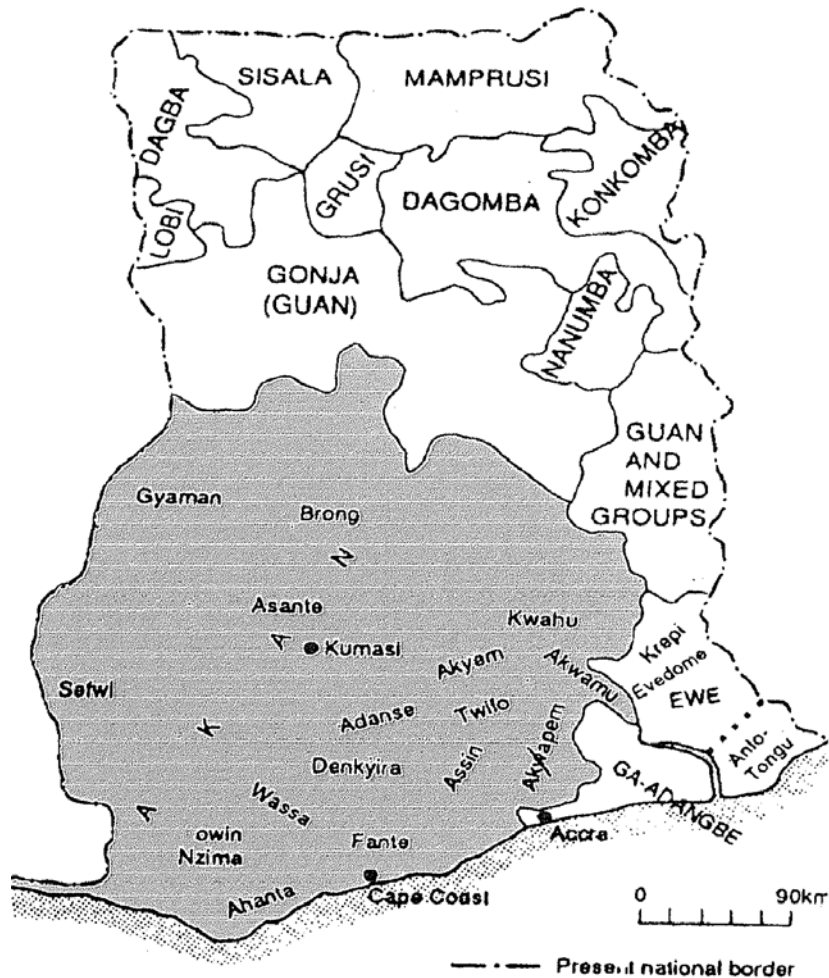 SISALA
MAMPRUSI
DAGBA
KONKOMBA
GRUSI
DAGOMBA
LOBI
GONJA
(GUAN)
NANUMBA
GUAN
AND
MIXED
GROUPS
Gyaman
Brong
AKAN
Asante
Kwahu
Kumasi
Krepi
Akyem
Akwamu
Evedome
Sefwi
EWE
Adanse
Twifo
Anlo-
Tongu
Denkyira
Assin
Akwapem
GA-ADANGBE
Wassa
owin
Nzima
Fante
Accra
Ahanta
Cape Coast
0 90km
Present national border